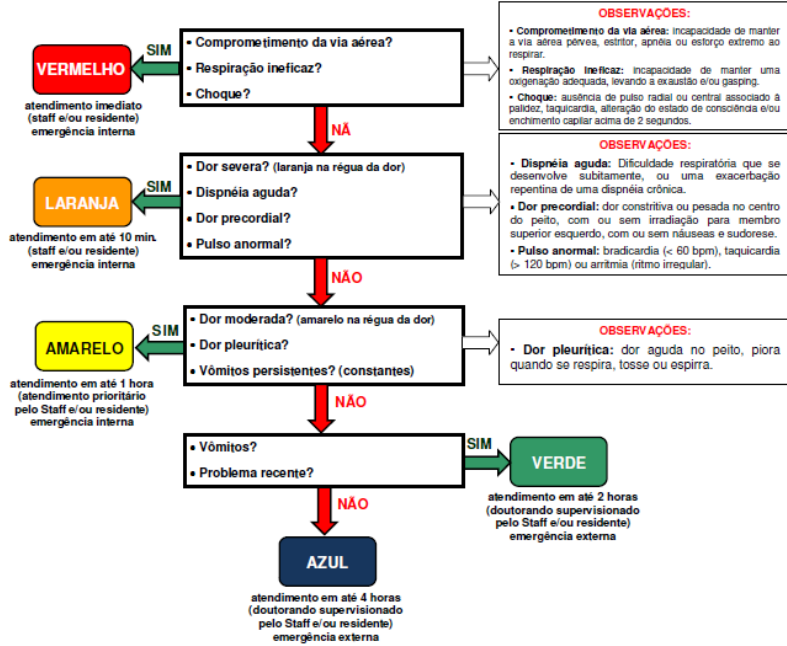 SIM
VERMELHO
atendimento imediato
(staff e/ou residente)
emergência interna
• Comprometimento da via aérea?
• Respiração ineficaz?
• Choque?
OBSERVAÇÕES:
• Comprometimento da via aérea: incapacidade de manter
a via aérea pérvea, estritor, apnéia ou esforço extremo ao
respirar.
• Respiração Ineficaz: incapacidade de manter uma
oxigenação adequada, levando a exaustão e/ou gasping.
• Choque: ausência de pulso radial ou central associado à
palidez, taquicardia, alteração do estado de consciência e/ou
enchimento capilar acima de 2 segundos.
NÃ
SIM
LARANJA
atendimento em até 10 min.
(staff e/ou residente)
emergência interna
• Dor severa? (laranja na régua da dor)
• Dispnéia aguda?
• Dor precordial?
• Pulso anormal?
OBSERVAÇÕES:
• Dispnéia aguda: Dificuldade respiratória que se
desenvolve subitamente, ou uma exacerbação
repentina de uma dispnéia crônica.
• Dor precordial: dor constritiva ou pesada no centro
do peito, com ou sem irradiação para membro
superior esquerdo, com ou sem náuseas e sudorese.
• Pulso anormal: bradicardia (< 60 bpm), taquicardia
(> 120 bpm) ou arritmia (ritmo irregular).
NÃO
SIM
AMARELO
atendimento em até 1 hora
(atendimento prioritário
pelo Staff e/ou residente)
emergência interna
• Dor moderada? (amarelo na régua da dor)
• Dor pleurítica?
• Vômitos persistentes? (constantes)
OBSERVAÇÕES:
• Dor pleurítica: dor aguda no peito, piora
quando se respira, tosse ou espirra.
NÃO
• Vômitos?
• Problema recente?
SIM
VERDE
atendimento em até 2 horas
(doutorando supervisionado
pelo Staff e/ou residente)
emergência externa
NÃO
AZUL
atendimento em até 4 horas
(doutorando supervisionado
pelo Staff e/ou residente)
emergência externa